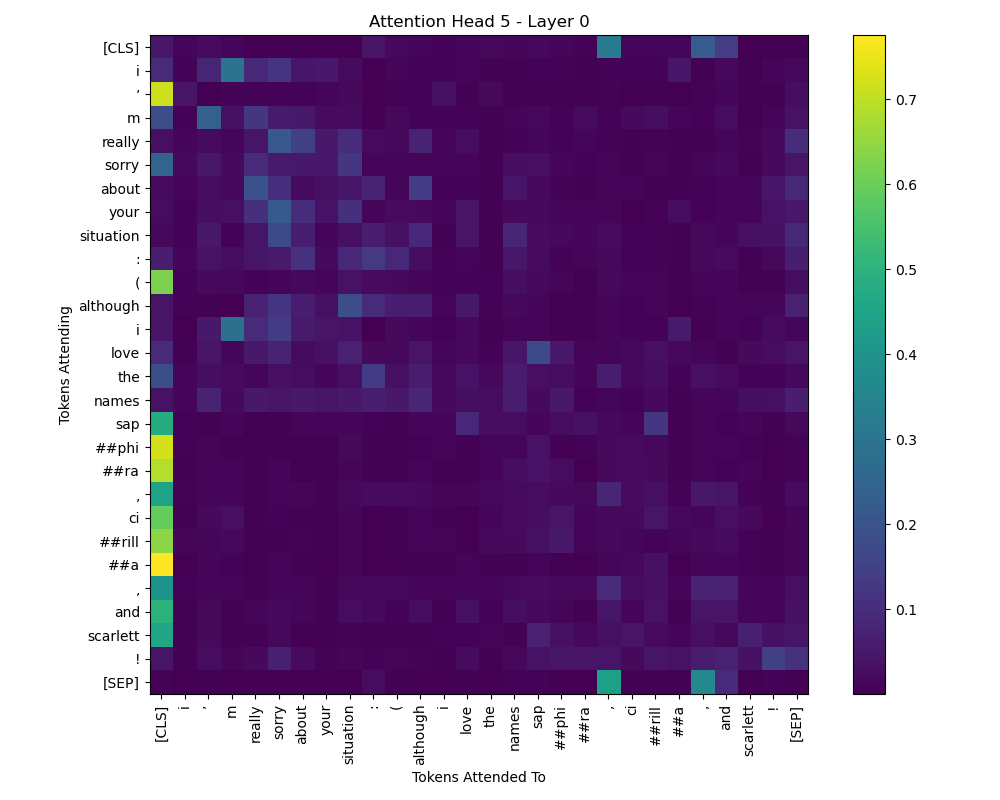 Attention Head 5 - Layer 0
Tokens Attending
[CLS]
i
’
m
really
sorry
about
your
situation
:
(
although
i
love
the
names
sap
##phi
##ra
,
ci
##rill
##a
,
and
scarlett
!
[SEP]
[CLS]
i
’
m
really
sorry
about
your
situation
:
(
although
i
love
the
names
sap
##phi
##ra
,
ci
##rill
##a
,
and
scarlett
!
[SEP]
Tokens Attended To
0.7
0.6
0.5
0.4
0.3
0.2
0.1